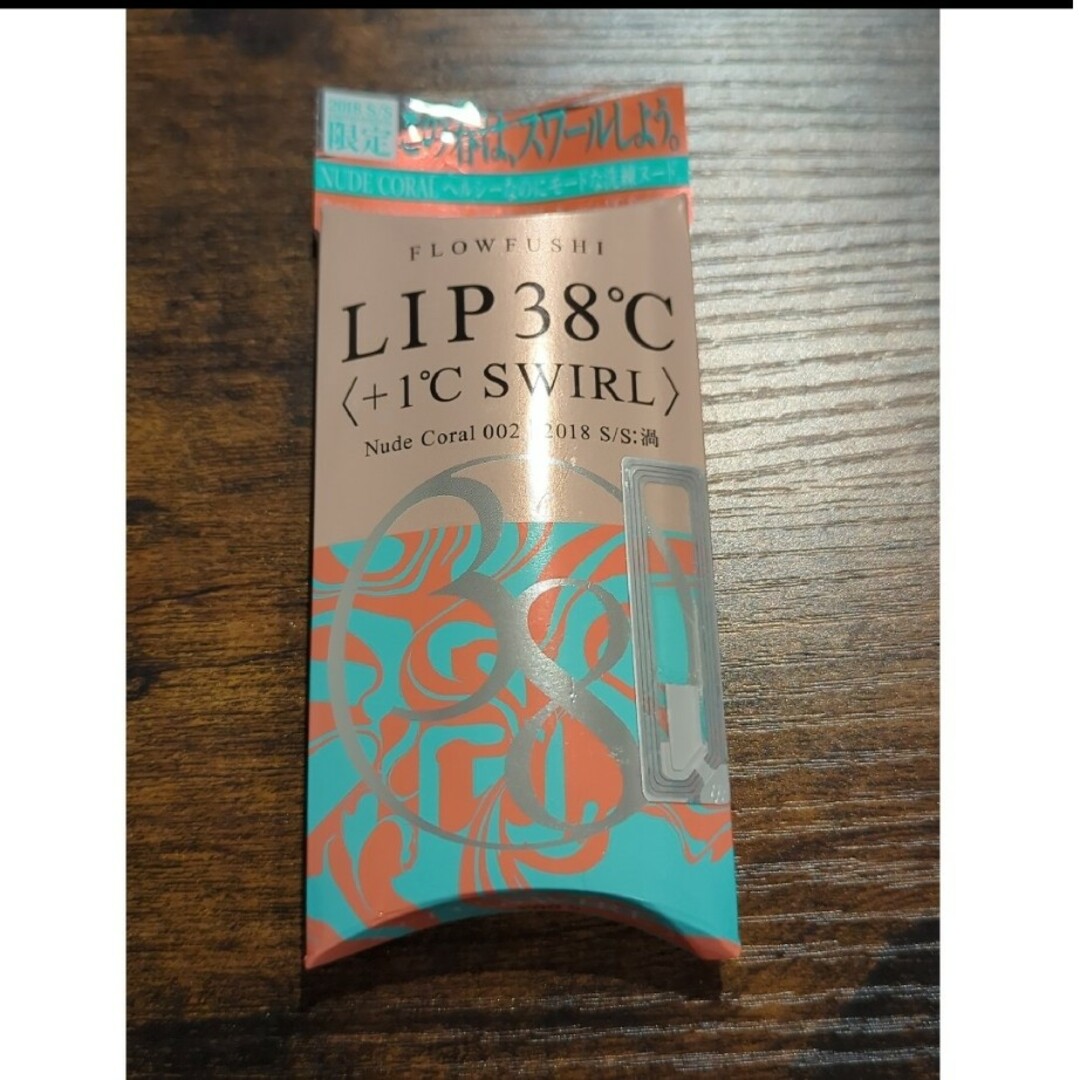 2018 S/S
限定
この春は、スワールしよう。
NUDE CORAL ヘルシーなのにモードな洗練ヌード
FLOWFUSHI
LIP 38℃
〈+1℃ SWIRL〉
Nude Coral 002 2018 S/S:渦
38